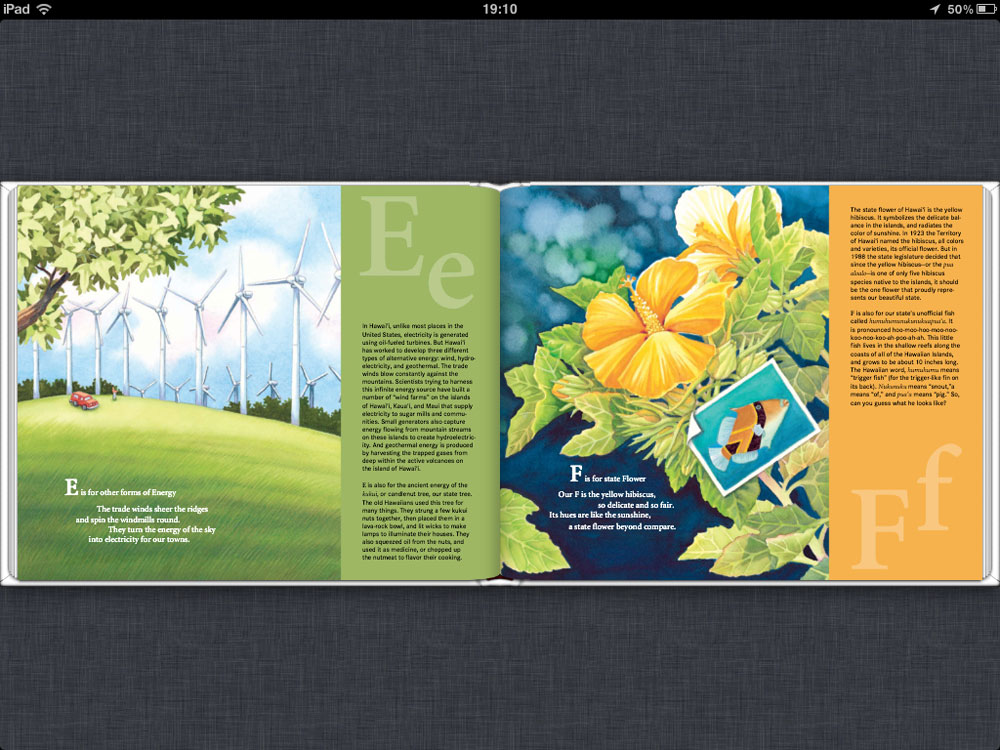 iPad 19:10 50%
Ee
In Hawai'i, unlike most places in the
United States, electricity is generated
using oil-fueled turbines. But Hawai'i
has worked to develop three different
types of alternative energy: wind, hydro-
electricity, and geothermal. The trade
winds blow constantly against the
mountains. Scientists trying to harness
this infinite energy source have built a
number of "wind farms" on the islands
of Hawai'i, Kaua'i, and Maui that supply
electricity to sugar mills and commu-
nities. Small generators also capture
energy flowing from mountain streams
on these islands to create hydroelectric-
ity. And geothermal energy is produced
by harvesting the trapped gases from
deep within the active volcanoes on
the island of Hawai'i.
E is also for the ancient energy of the
kukui, or candlenut tree, our state tree.
The old Hawaiians used this tree for
many things. They strung a few kukui
nuts together, then placed them in a
lava-rock bowl, and lit wicks to make
lamps to illuminate their houses. They
also squeezed oil from the nuts, and
used it as medicine, or chopped up
the nutmeat to flavor their cooking.
E is for other forms of Energy
The trade winds sheer the ridges
and spin the windmills round.
They turn the energy of the sky
into electricity for our towns.
F is for state Flower
Our F is the yellow hibiscus,
so delicate and so fair.
Its hues are like the sunshine,
a state flower beyond compare.
The state flower of Hawai'i is the yellow
hibiscus. It symbolizes the delicate bal-
ance in the islands, and radiates the
color of sunshine. In 1923 the Territory
of Hawai'i named the hibiscus, all colors
and varieties, its official flower. But in
1988 the state legislature decided that
since the yellow hibiscus—or the pua
aloalo—is one of only five hibiscus
species native to the islands, it should
be the one flower that proudly repre-
sents our beautiful state.
F is also for our state's unofficial fish
called humuhumunukunukuapua'a. It
is pronounced hoo-moo-hoo-moo-noo-
koo-noo-koo-ah-poo-ah-ah. This little
fish lives in the shallow reefs along the
coasts of all of the Hawaiian Islands,
and grows to be about 10 inches long.
The Hawaiian word, humuhumu means
"trigger fish" (for the trigger-like fin on
its back). Nukunuku means "snout,"a
means "of," and pua'a means "pig." So,
can you guess what he looks like?
Ff